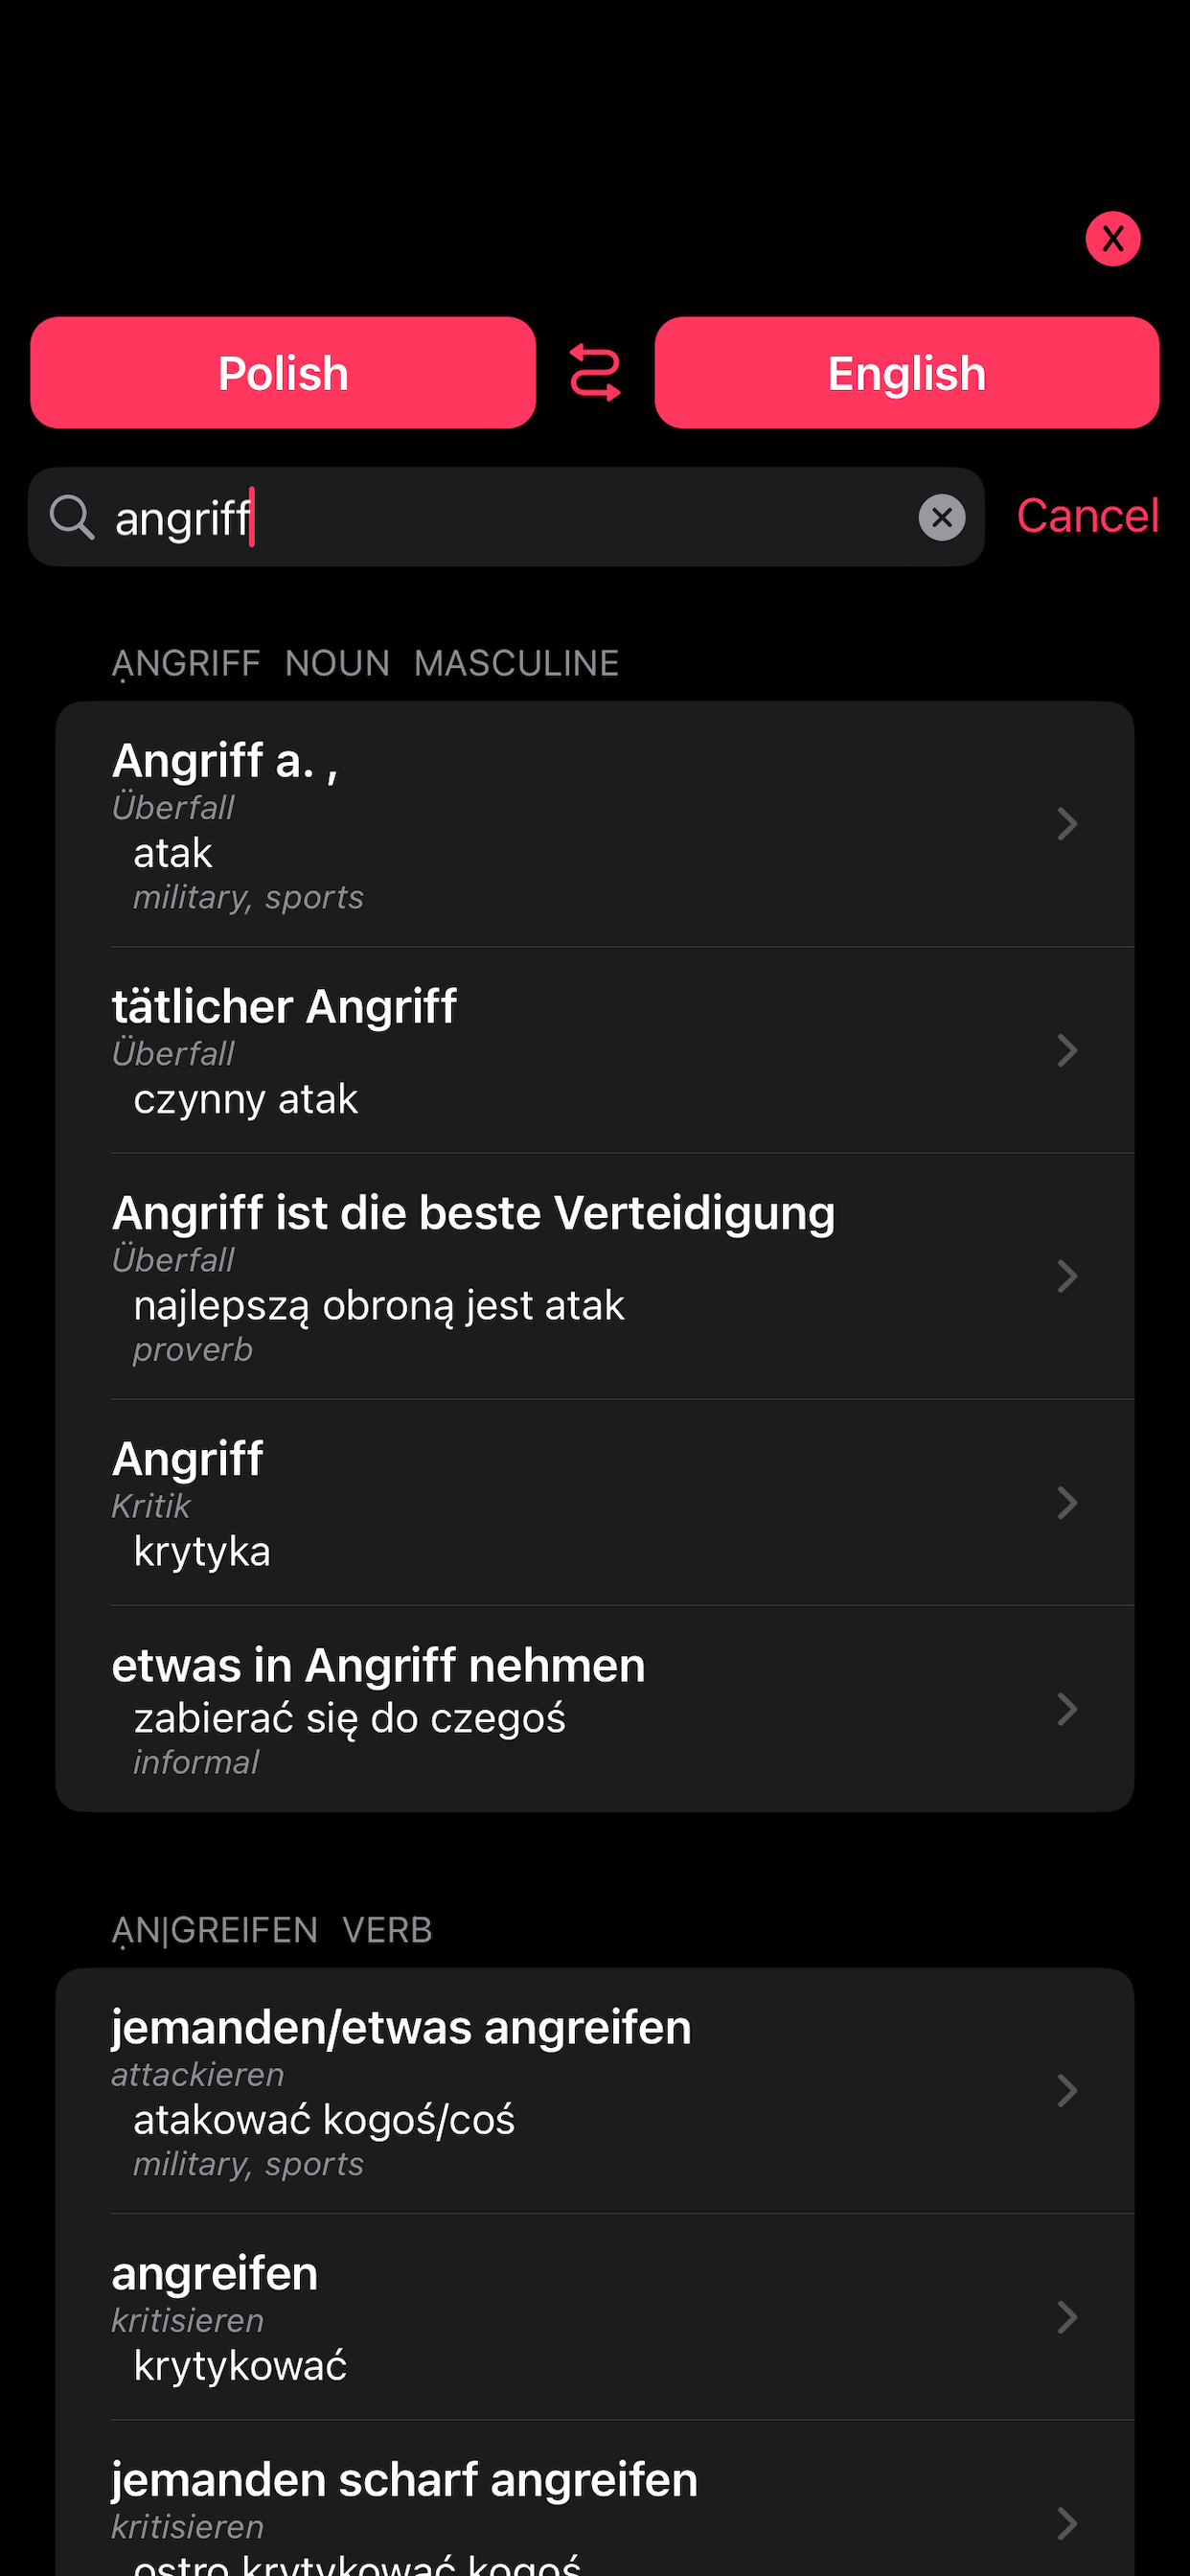 X
Polish English
angriff Cancel
ẠNGRIFF NOUN MASCULINE
Angriff a. ,
Überfall
atak
military, sports
tätlicher Angriff
Überfall
czynny atak
Angriff ist die beste Verteidigung
Überfall
najlepszą obroną jest atak
proverb
Angriff
Kritik
krytyka
etwas in Angriff nehmen
zabierać się do czegoś
informal
ẠN|GREIFEN VERB
jemanden/etwas angreifen
attackieren
atakować kogoś/coś
military, sports
angreifen
kritisieren
krytykować
jemanden scharf angreifen
kritisieren
ostro krytykować kogoś